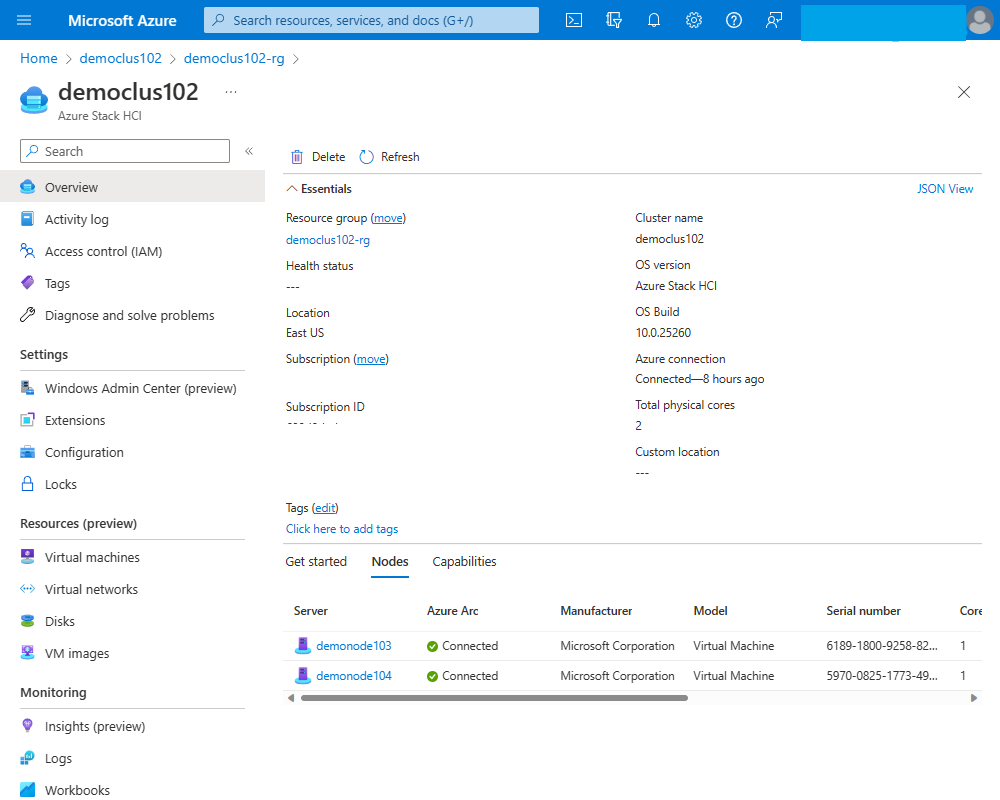 Microsoft Azure
Search resources, services, and docs (G+/)
Home > democlus102 > democlus102-rg >
democlus102 ...
Azure Stack HCI
Search
«
Delete Refresh
Overview
Essentials JSON View
Activity log
Access control (IAM)
Tags
Diagnose and solve problems
Settings
Windows Admin Center (preview)
Extensions
Configuration
Locks
Resources (preview)
Virtual machines
Virtual networks
Disks
VM images
Monitoring
Insights (preview)
Logs
Workbooks
Resource group (move)
democlus102-rg
Health status
---
Location
East US
Subscription (move)
Subscription ID
Cluster name
democlus102
OS version
Azure Stack HCI
OS Build
10.0.25260
Azure connection
Connected—8 hours ago
Total physical cores
2
Custom location
---
Tags (edit)
Click here to add tags
Get started Nodes Capabilities
Server Azure Arc Manufacturer Model Serial number Core
demonode103 Connected Microsoft Corporation Virtual Machine 6189-1800-9258-82... 1
demonode104 Connected Microsoft Corporation Virtual Machine 5970-0825-1773-49... 1